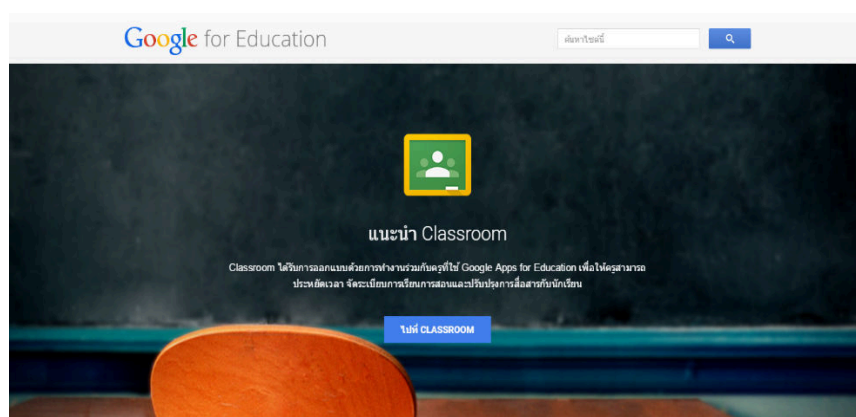 Google for Education
ค้นหาไซต์นี้
แนะนำ Classroom
Classroom ได้รับการออกแบบด้วยการทำงานร่วมกับครูที่ใช้ Google Apps for Education เพื่อให้ครูสามารถ
ประหยัดเวลา จัดระเบียบการเรียนการสอนและปรับปรุงการสื่อสารกับนักเรียน
ไปที่ CLASSROOM